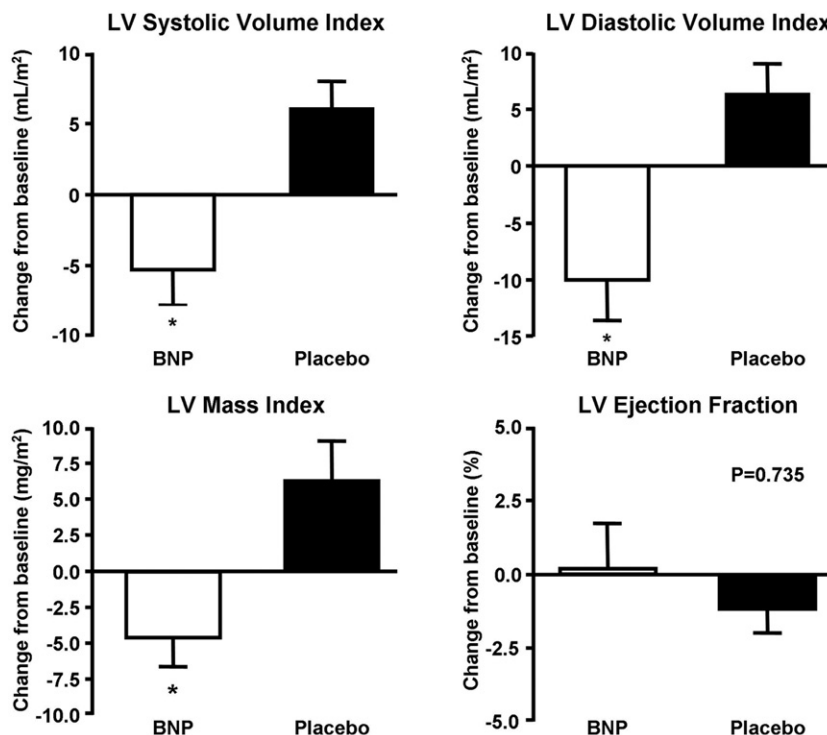 LV Systolic Volume Index
Change from baseline (mL/m²)
10
5
0
-5
-10
*
BNP
Placebo
LV Diastolic Volume Index
Change from baseline (mL/m²)
10
5
0
-5
-10
-15
*
BNP
Placebo
LV Mass Index
Change from baseline (mg/m²)
10.0
7.5
5.0
2.5
0.0
-2.5
-5.0
-7.5
-10.0
*
BNP
Placebo
LV Ejection Fraction
Change from baseline (%)
5.0
2.5
0.0
-2.5
-5.0
P=0.735
BNP
Placebo